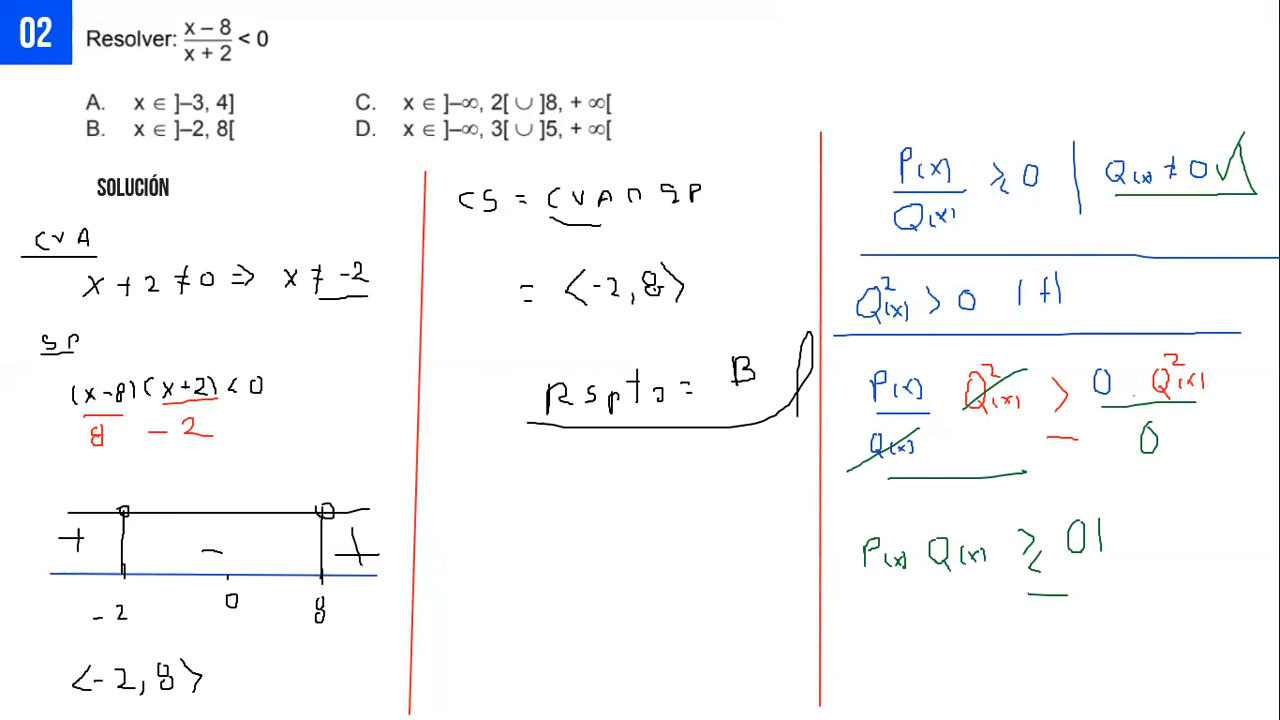 02
Resolver: (x – 8)/(x + 2) < 0
A. x ∈ ]–3, 4]
B. x ∈ ]–2, 8[
C. x ∈ ]–∞, 2[ ∪ ]8, + ∞[
D. x ∈ ]–∞, 3[ ∪ ]5, + ∞[
SOLUCIÓN
CVA
x + 2 ≠ 0 => x ≠ -2
SP
(x-8)(x+2) < 0
8 -2
+ - +
-2 0 8
<-2, 8>
CS = CVA ∩ SP
= <-2, 8>
Rspta = B
P(x)/Q(x) ≥ 0 | Q(x) ≠ 0 ✓
Q²(x) > 0 (+)
P(x)/Q(x) Q²(x) ≥ 0 . Q²(x)
0
P(x) Q(x) ≥ 0